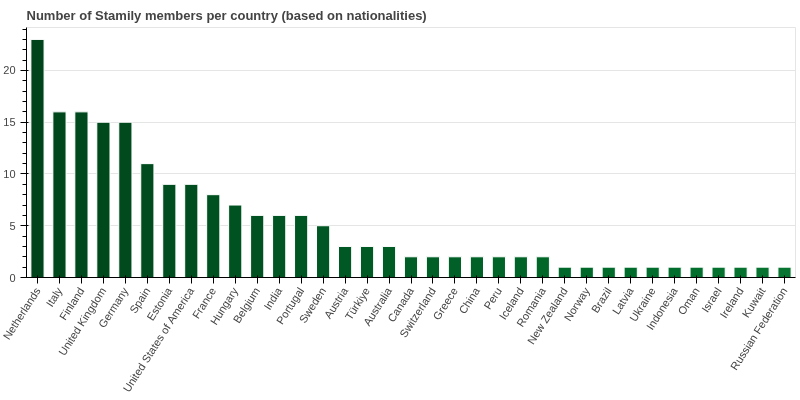 Number of Stamily members per country (based on nationalities)
20
15
10
5
0
Netherlands
Italy
Finland
United Kingdom
Germany
Spain
Estonia
United States of America
France
Hungary
Belgium
India
Portugal
Sweden
Austria
Türkiye
Australia
Canada
Switzerland
Greece
China
Peru
Iceland
Romania
New Zealand
Norway
Brazil
Latvia
Ukraine
Indonesia
Oman
Israel
Ireland
Kuwait
Russian Federation